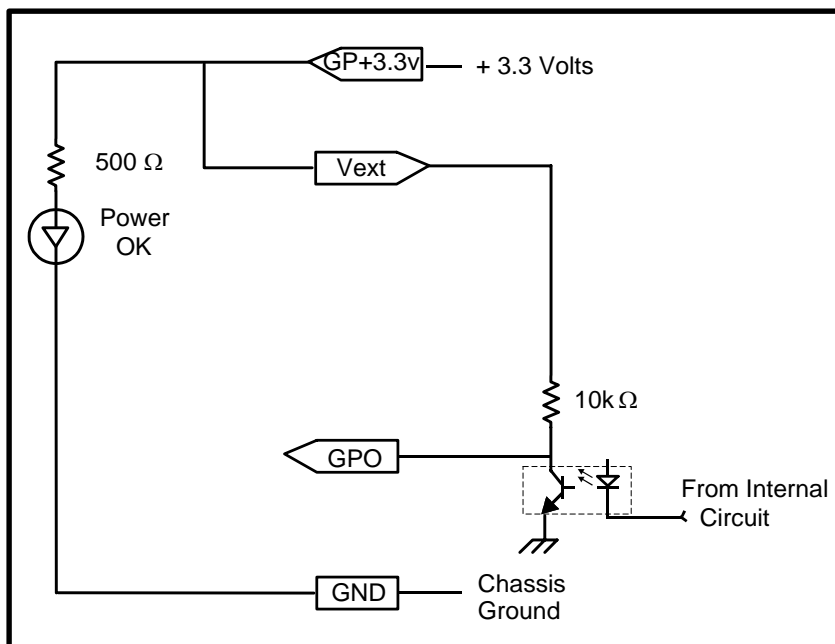 GP+3.3v
+ 3.3 Volts
500 Ω
Vext
Power
OK
10k Ω
GPO
From Internal
Circuit
GND
Chassis
Ground